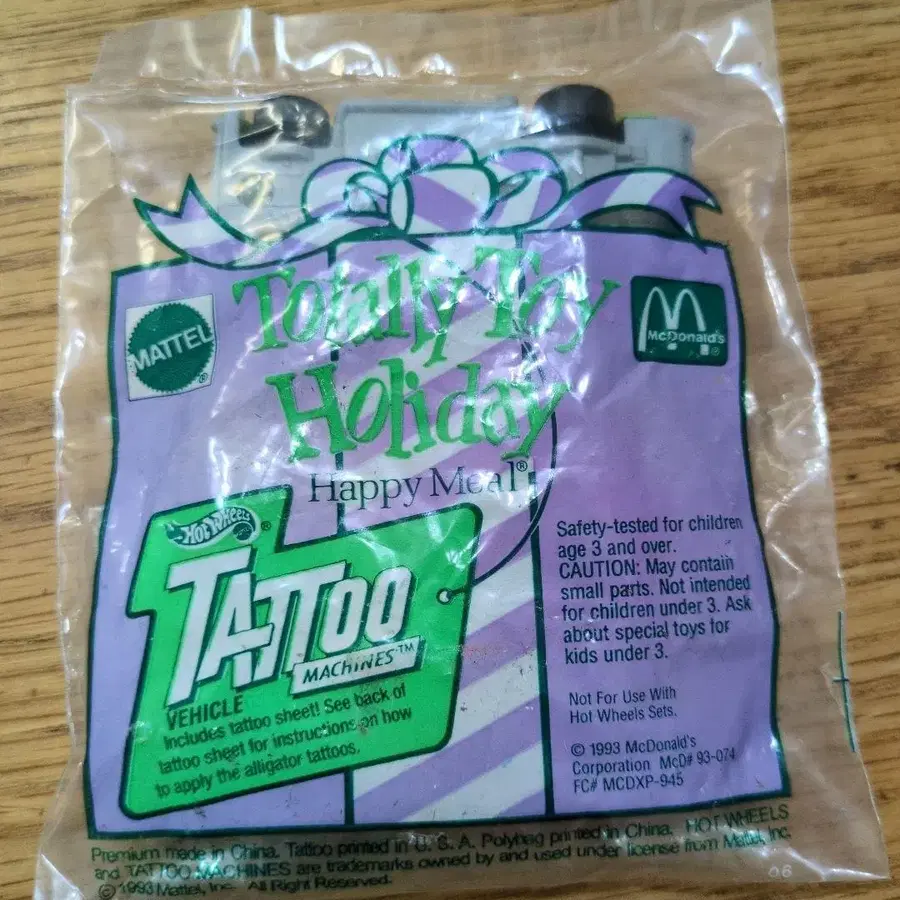 Totally Toy
Holiday
Happy Meal®
MATTEL
®
McDonald's
®
HOT WHEELS®
TATTOO
MACHINES™
VEHICLE
Includes tattoo sheet! See back of
tattoo sheet for instructions on how
to apply the alligator tattoos.
Safety-tested for children
age 3 and over.
CAUTION: May contain
small parts. Not intended
for children under 3. Ask
about special toys for
kids under 3.
Not For Use With
Hot Wheels Sets.
© 1993 McDonald's
Corporation McD# 93-074
FC# MCDXP-945
Premium made in China. Tattoo printed in U.S.A. Polybag printed in China. HOT WHEELS
and TATTOO MACHINES are trademarks owned by and used under license from Mattel, Inc.
© 1993 Mattel, Inc. All Right Reserved.
06